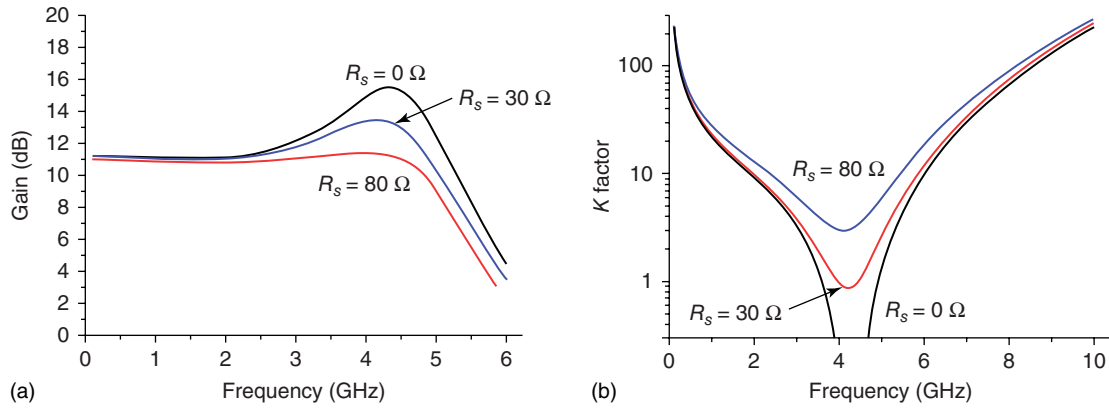 20
18
16
14
12
10
8
6
4
2
0
Gain (dB)
R_s = 0 Ω
R_s = 30 Ω
R_s = 80 Ω
0 1 2 3 4 5 6
Frequency (GHz)
(a)
100
10
1
K factor
R_s = 80 Ω
R_s = 30 Ω
R_s = 0 Ω
0 2 4 6 8 10
Frequency (GHz)
(b)